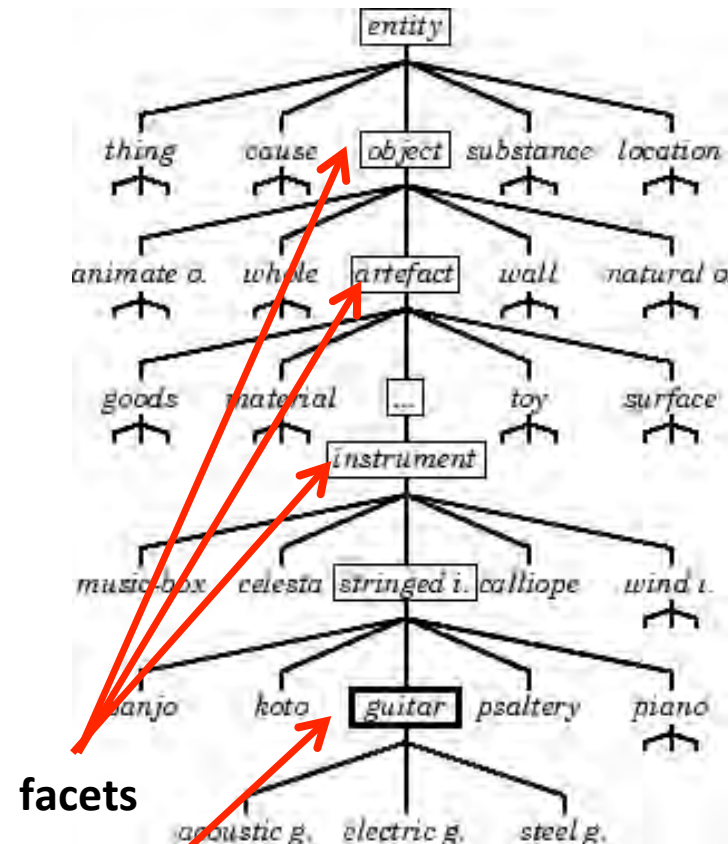 entity
thing cause object substance location
animate o. whole artefact wall natural o
goods material ... toy surface
instrument
music-box celesta stringed i. calliope wind i.
banjo koto guitar psaltery piano
facets
acoustic g. electric g. steel g.